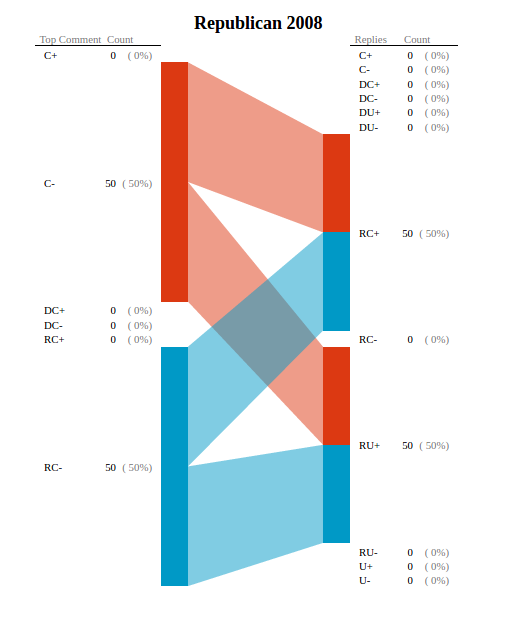 Republican 2008
Top Comment Count
C+ 0 ( 0%)
C- 50 ( 50%)
DC+ 0 ( 0%)
DC- 0 ( 0%)
RC+ 0 ( 0%)
RC- 50 ( 50%)
Replies Count
C+ 0 ( 0%)
C- 0 ( 0%)
DC+ 0 ( 0%)
DC- 0 ( 0%)
DU+ 0 ( 0%)
DU- 0 ( 0%)
RC+ 50 ( 50%)
RC- 0 ( 0%)
RU+ 50 ( 50%)
RU- 0 ( 0%)
U+ 0 ( 0%)
U- 0 ( 0%)